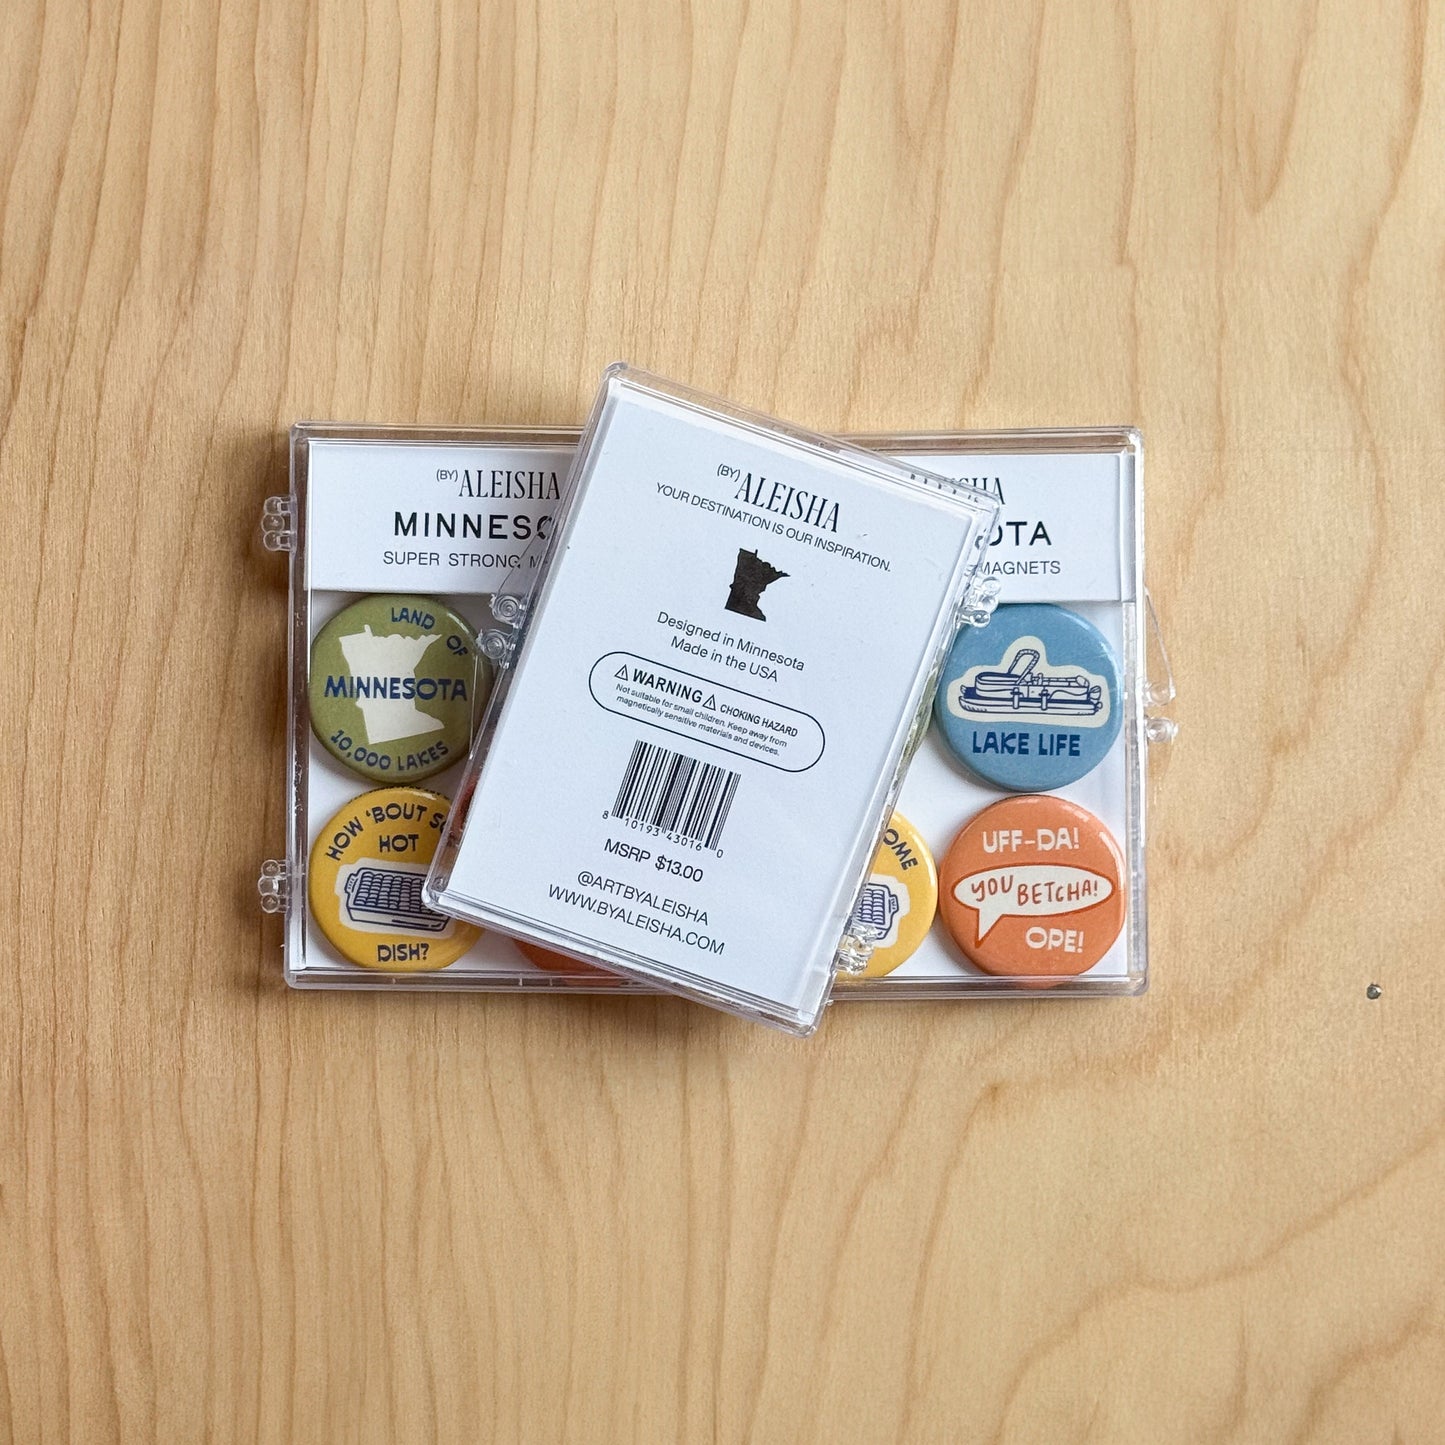 (BY) ALEISHA
MINNESO
SUPER STRONG M
LAND OF
MINNESOTA
10,000 LAKES
HOW 'BOUT SO
HOT
DISH?
(BY) ALEISHA
YOUR DESTINATION IS OUR INSPIRATION.
Designed in Minnesota
Made in the USA
WARNING CHOKING HAZARD
Not suitable for small children. Keep away from
magnetically sensitive materials and devices.
8 10193 43016 0
MSRP $13.00
@ARTBYALEISHA
WWW.BYALEISHA.COM
EISHA
OTA
MAGNETS
LAKE LIFE
OME
UFF-DA!
YOU BETCHA!
OPE!